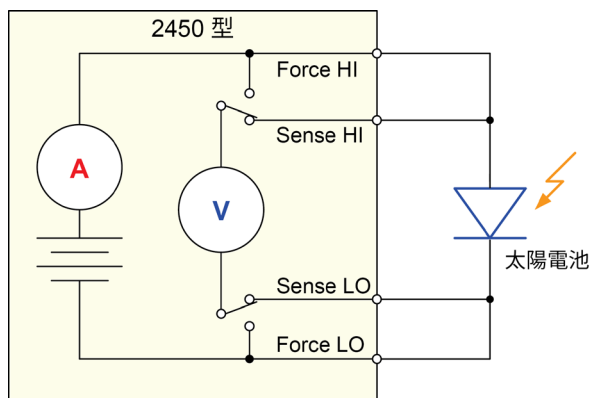 2450 型
Force HI
Sense HI
A
V
太陽電池
Sense LO
Force LO